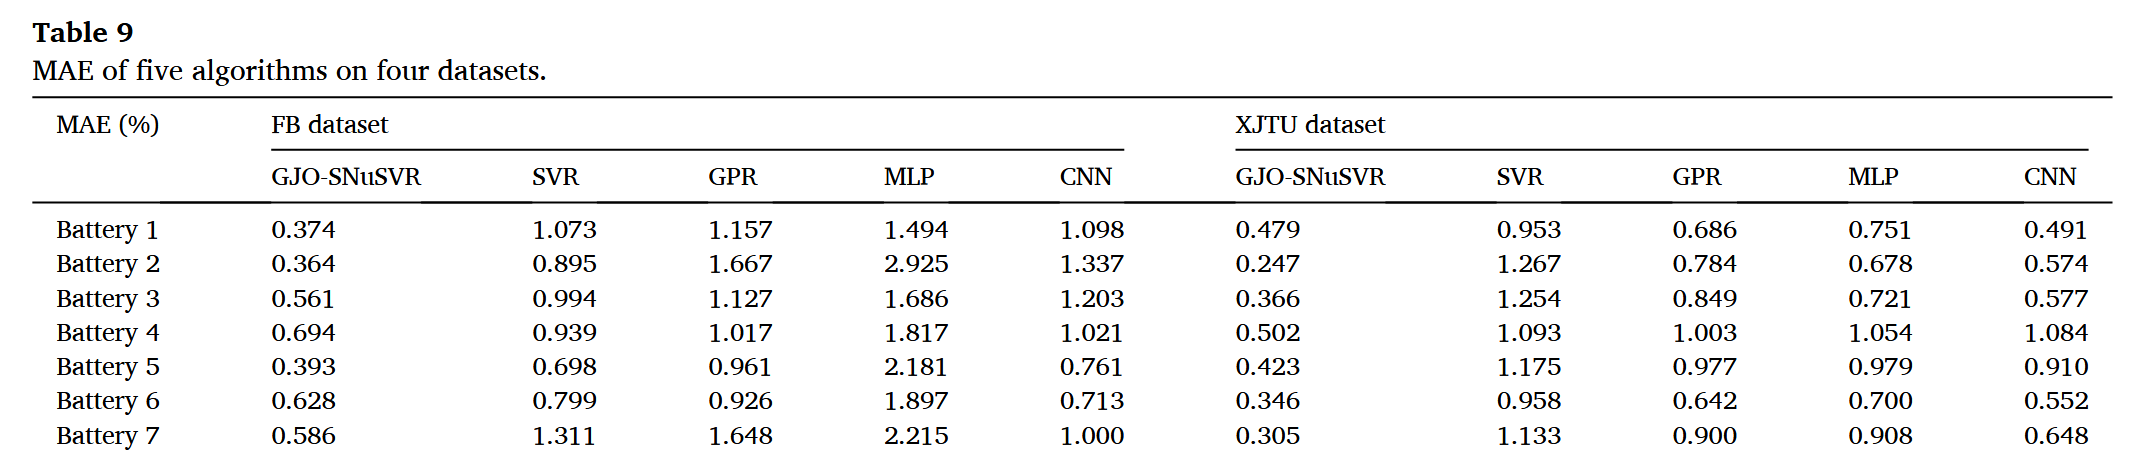 Table 9
MAE of five algorithms on four datasets.
MAE (%) FB dataset XJTU dataset
GJO-SNuSVR SVR GPR MLP CNN GJO-SNuSVR SVR GPR MLP CNN
Battery 1 0.374 1.073 1.157 1.494 1.098 0.479 0.953 0.686 0.751 0.491
Battery 2 0.364 0.895 1.667 2.925 1.337 0.247 1.267 0.784 0.678 0.574
Battery 3 0.561 0.994 1.127 1.686 1.203 0.366 1.254 0.849 0.721 0.577
Battery 4 0.694 0.939 1.017 1.817 1.021 0.502 1.093 1.003 1.054 1.084
Battery 5 0.393 0.698 0.961 2.181 0.761 0.423 1.175 0.977 0.979 0.910
Battery 6 0.628 0.799 0.926 1.897 0.713 0.346 0.958 0.642 0.700 0.552
Battery 7 0.586 1.311 1.648 2.215 1.000 0.305 1.133 0.900 0.908 0.648